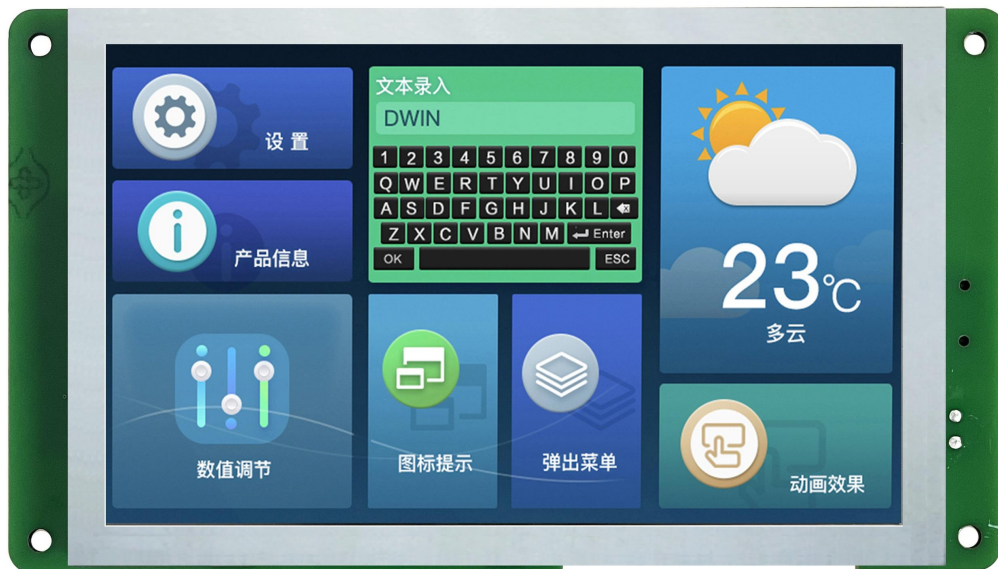 设 置
产品信息
数值调节
文本录入
DWIN
1 2 3 4 5 6 7 8 9 0
Q W E R T Y U I O P
A S D F G H J K L
Z X C V B N M Enter
OK ESC
图标提示
弹出菜单
23℃
多云
动画效果